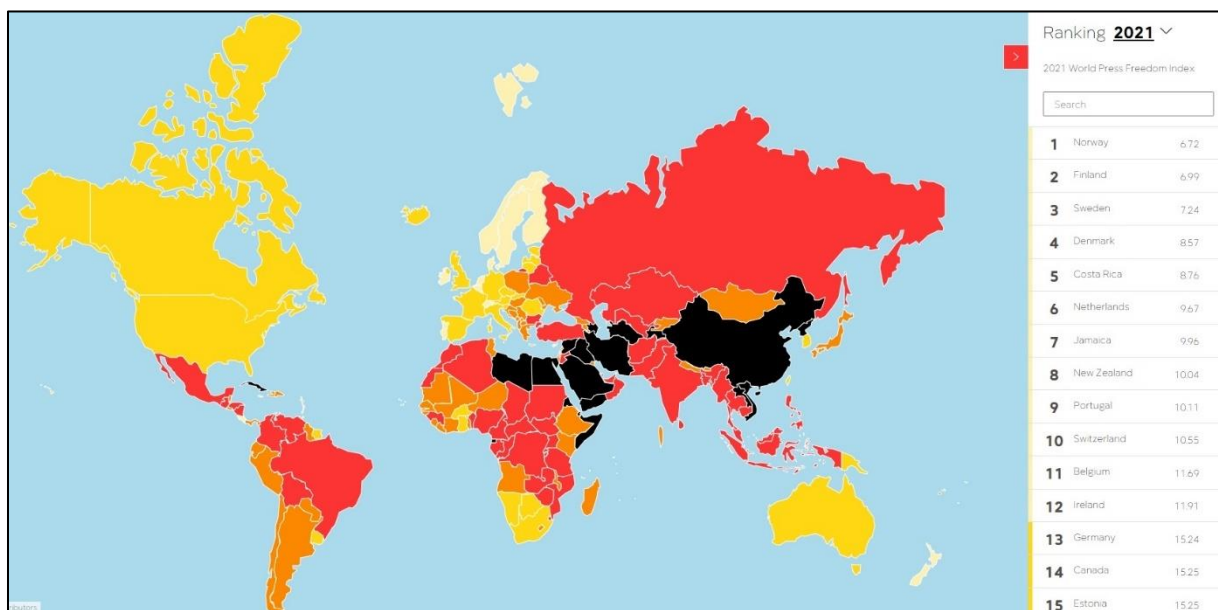 Ranking 2021
2021 World Press Freedom Index
Search
1 Norway 6.72
2 Finland 6.99
3 Sweden 7.24
4 Denmark 8.57
5 Costa Rica 8.76
6 Netherlands 9.67
7 Jamaica 9.96
8 New Zealand 10.04
9 Portugal 10.11
10 Switzerland 10.55
11 Belgium 11.69
12 Ireland 11.91
13 Germany 15.24
14 Canada 15.25
15 Estonia 15.25